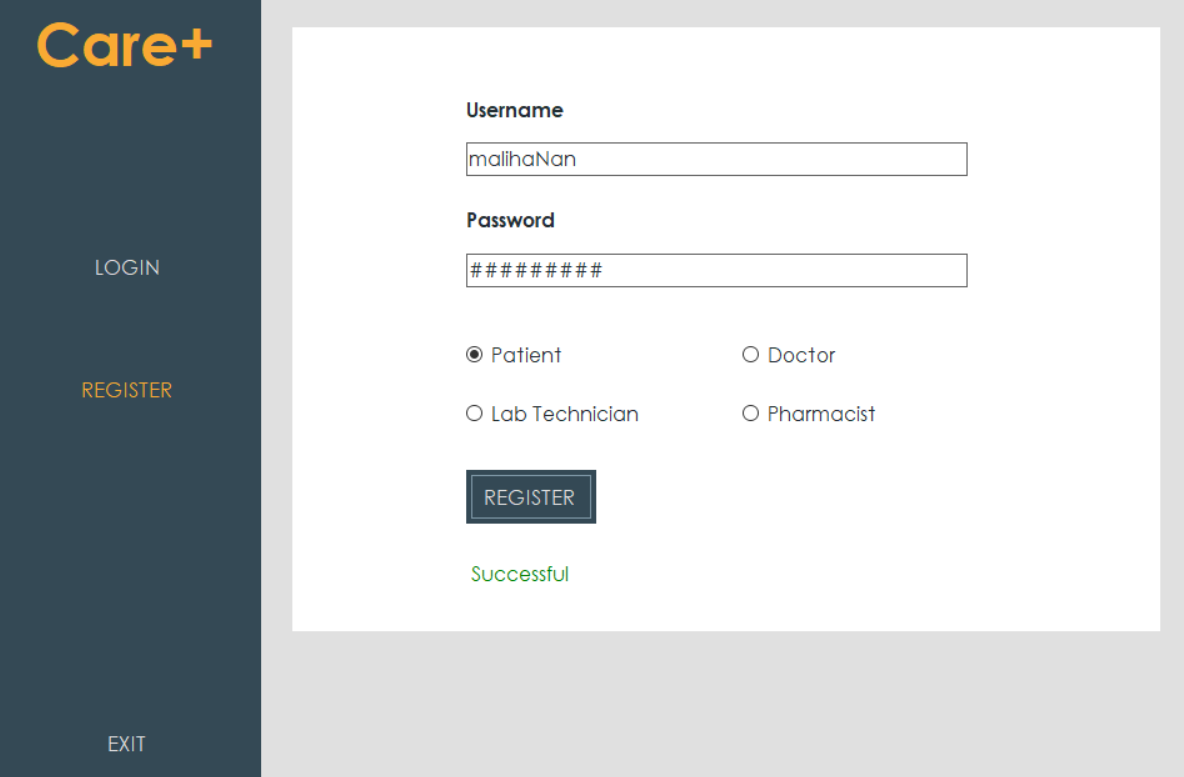 Care+
LOGIN
REGISTER
EXIT
Username
malihaNan
Password
#########
Patient
Doctor
Lab Technician
Pharmacist
REGISTER
Successful